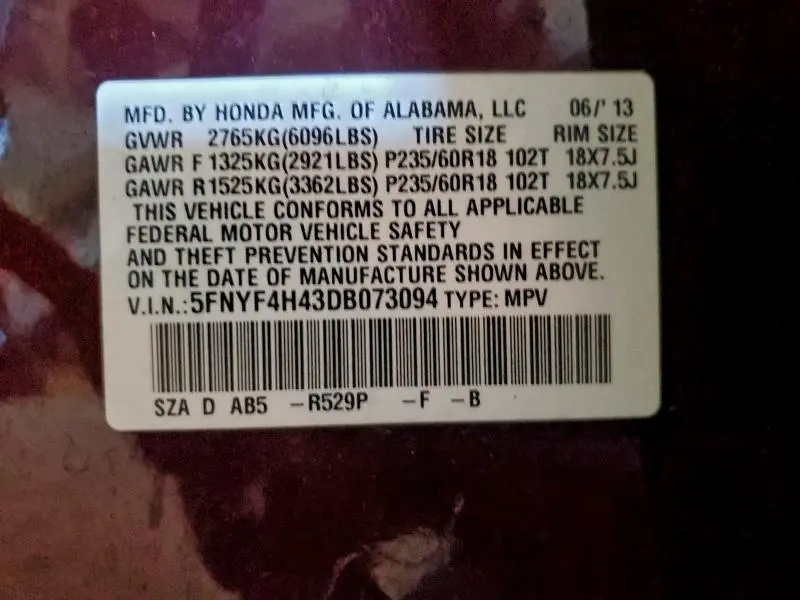 MFD. BY HONDA MFG. OF ALABAMA, LLC 06/' 13
GVWR 2765KG(6096LBS) TIRE SIZE RIM SIZE
GAWR F 1325KG(2921LBS) P235/60R18 102T 18X7.5J
GAWR R1525KG(3362LBS) P235/60R18 102T 18X7.5J
THIS VEHICLE CONFORMS TO ALL APPLICABLE
FEDERAL MOTOR VEHICLE SAFETY
AND THEFT PREVENTION STANDARDS IN EFFECT
ON THE DATE OF MANUFACTURE SHOWN ABOVE.
V.I.N.:5FNYF4H43DB073094 TYPE: MPV
SZA D AB5 -R529P -F -B